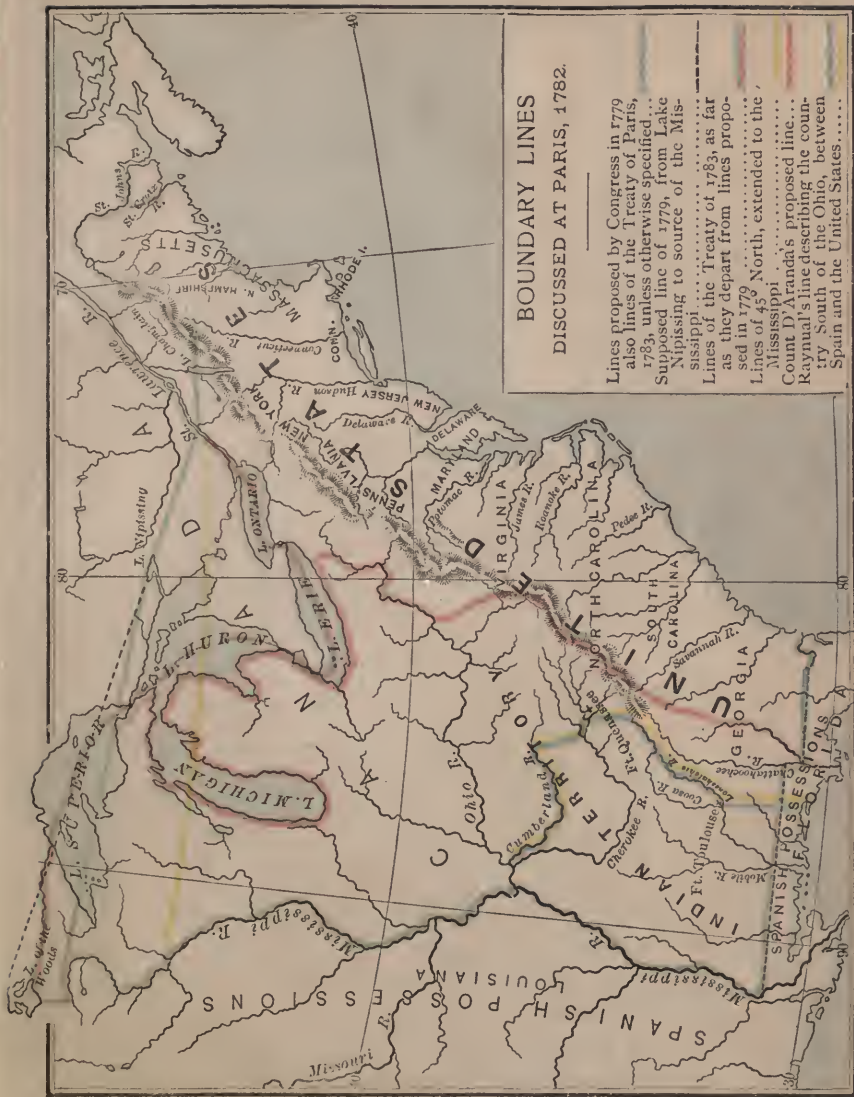 BOUNDARY LINES
DISCUSSED AT PARIS, 1782.
Lines proposed by Congress in 1779
also lines of the Treaty of Paris,
1783, unless otherwise specified...
Supposed line of 1779, from Lake
Nipissing to source of the Mis-
sissippi
Lines of the Treaty of 1783, as far
as they depart from lines propo-
sed in 1779
Lines of 45° North, extended to the
Mississippi
Count D'Aranda's proposed line...
Raynual's line describing the coun-
try South of the Ohio, between
Spain and the United States
40
70
80
80
90
30
St. Johns R.
St. Croix R.
MASSACHUSETTS
N. HAMPSHIRE
MASSACHUSETTS
RHODE I.
CONN.
Connecticut R.
L. Champlain
St. Lawrence R.
NEW YORK
Hudson R.
NEW JERSEY
Delaware R.
PENNSYLVANIA
DELAWARE
MARYLAND
Potomac R.
VIRGINIA
James R.
Roanoke R.
NORTH CAROLINA
Pedee R.
SOUTH CAROLINA
Savannah R.
GEORGIA
Chattahoochee R.
UNITED STATES
CANADA
L. Nipissing
L. ONTARIO
L. ERIE
L. HURON
L. MICHIGAN
L. SUPERIOR
L. of the Woods
Mississippi R.
Mississippi
Ohio R.
Cumberland R.
Cherokee R.
INDIAN TERRITORY
Coosa R.
Ft. Toulouse
Mobile R.
SPANISH POSSESSIONS
FLORIDA
SPANISH POSSESSIONS
LOUISIANA
SPANISH
Missouri R.
Mississippi R.